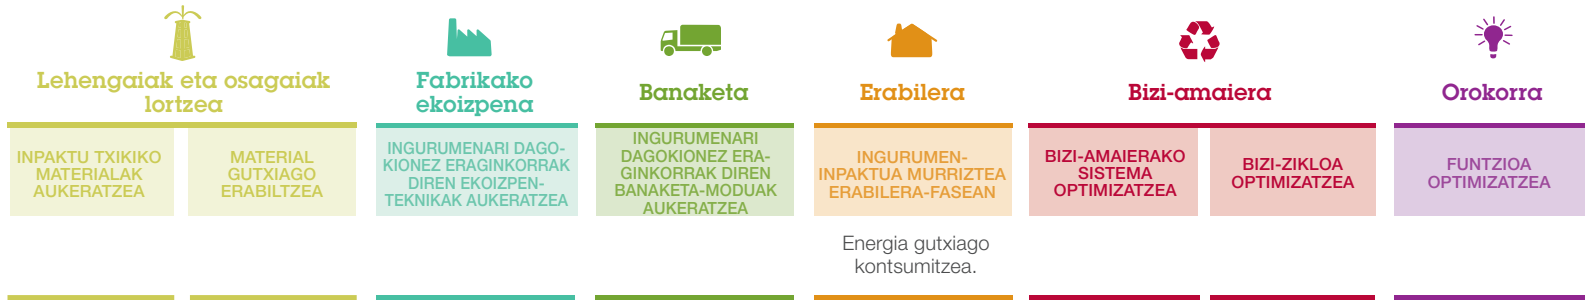 Lehengaiak eta osagaiak
lortzea
Fabrikako
ekoizpena
Banaketa
Erabilera
Bizi-amaiera
Orokorra
INPAKTU TXIKIKO
MATERIALAK
AUKERATZEA
MATERIAL
GUTXIAGO
ERABILTZEA
INGURUMENARI DAGO-
KIONEZ ERAGINKORRAK
DIREN EKOIZPEN-
TEKNIKAK AUKERATZEA
INGURUMENARI
DAGOKIONEZ ERA-
GINKORRAK DIREN
BANAKETA-MODUAK
AUKERATZEA
INGURUMEN-
INPAKTUA MURRIZTEA
ERABILERA-FASEAN
BIZI-AMAIERAKO
SISTEMA
OPTIMIZATZEA
BIZI-ZIKLOA
OPTIMIZATZEA
FUNTZIOA
OPTIMIZATZEA
Energia gutxiago
kontsumitzea.